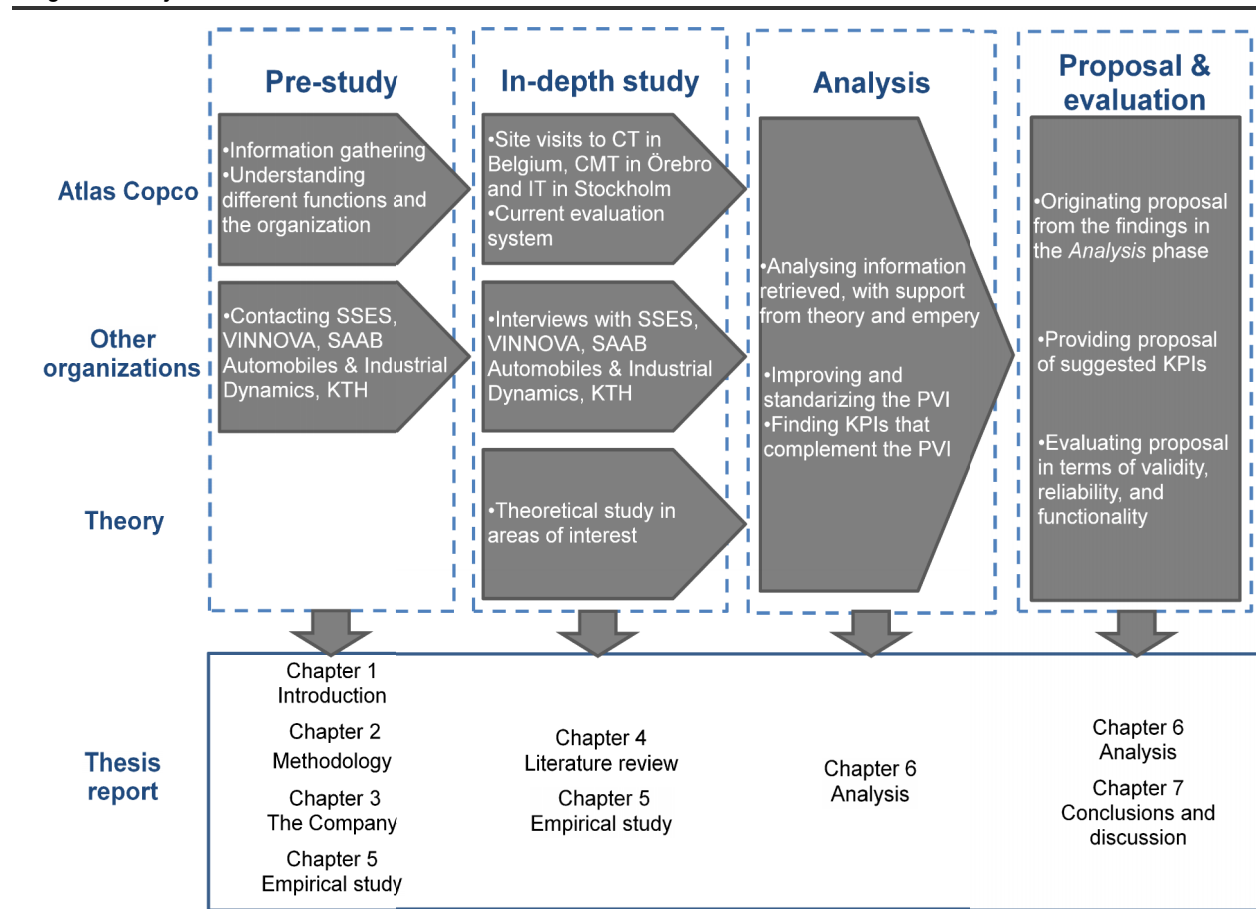 Pre-study
In-depth study
Analysis
Proposal &
evaluation
Atlas Copco
•Information gathering
•Understanding
different functions and
the organization
•Site visits to CT in
Belgium, CMT in Örebro
and IT in Stockholm
•Current evaluation
system
Other
organizations
•Contacting SSES,
VINNOVA, SAAB
Automobiles & Industrial
Dynamics, KTH
•Interviews with SSES,
VINNOVA, SAAB
Automobiles & Industrial
Dynamics, KTH
Theory
•Theoretical study in
areas of interest
•Analysing information
retrieved, with support
from theory and empery
•Improving and
standarizing the PVI
•Finding KPIs that
complement the PVI
•Originating proposal
from the findings in
the Analysis phase
•Providing proposal
of suggested KPIs
•Evaluating proposal
in terms of validity,
reliability, and
functionality
Thesis
report
Chapter 1
Introduction
Chapter 2
Methodology
Chapter 3
The Company
Chapter 5
Empirical study
Chapter 4
Literature review
Chapter 5
Empirical study
Chapter 6
Analysis
Chapter 6
Analysis
Chapter 7
Conclusions and
discussion